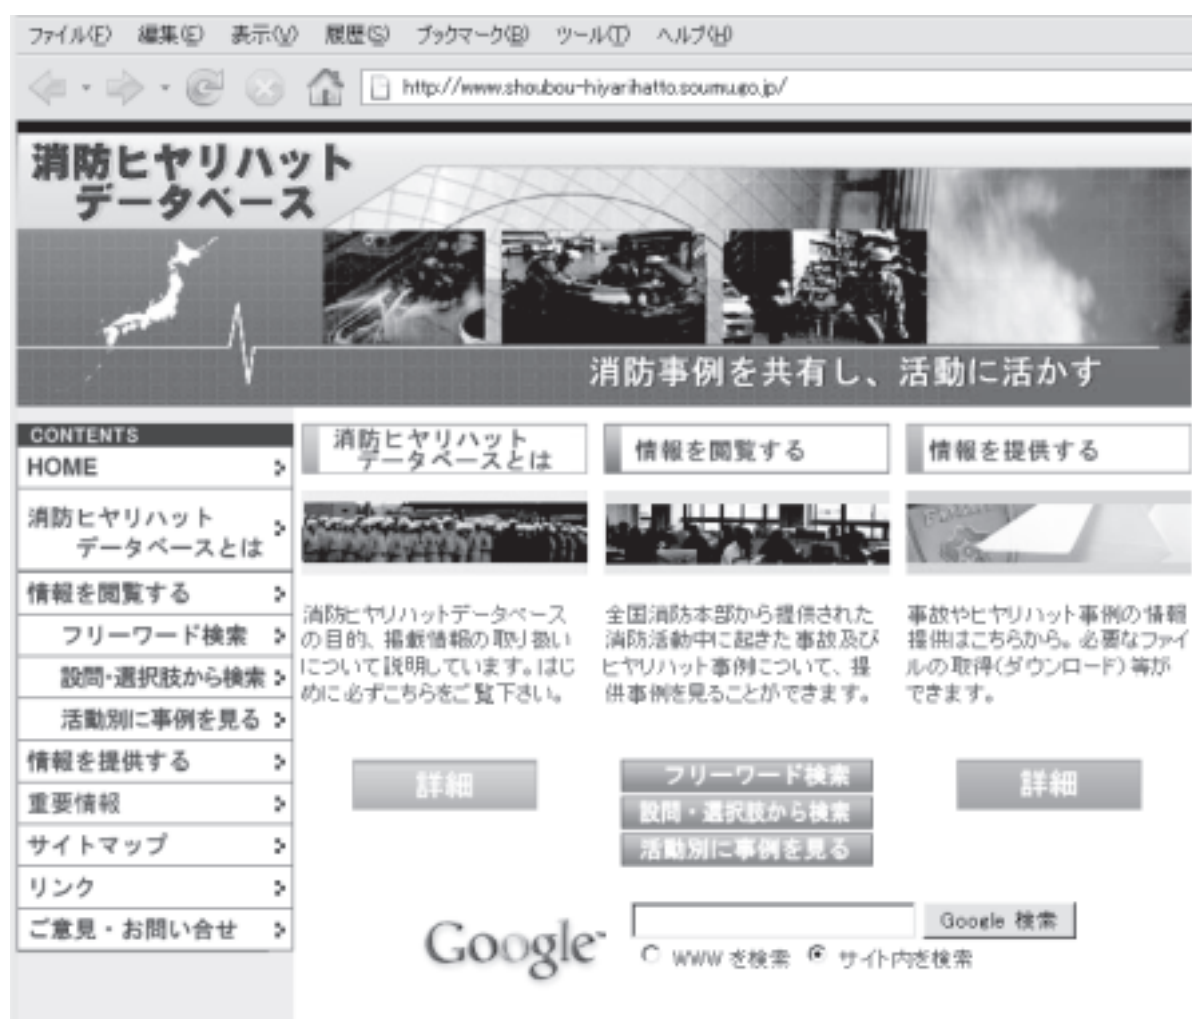 ファイル(F) 編集(E) 表示(V) 履歴(S) ブックマーク(B) ツール(T) ヘルプ(H)
http://www.shoubou-hiyarihatto.soumu.go.jp/
消防ヒヤリハット
データベース
消防事例を共有し、活動に活かす
CONTENTS
HOME
消防ヒヤリハット
データベースとは
情報を閲覧する
フリーワード検索
設問・選択肢から検索
活動別に事例を見る
情報を提供する
重要情報
サイトマップ
リンク
ご意見・お問い合せ
消防ヒヤリハット
データベースとは
消防ヒヤリハットデータベース
の目的、掲載情報の取り扱い
について説明しています。はじ
めに必ずこちらをご覧下さい。
詳細
情報を閲覧する
全国消防本部から提供された
消防活動中に起きた事故及び
ヒヤリハット事例について、提
供事例を見ることができます。
フリーワード検索
設問・選択肢から検索
活動別に事例を見る
情報を提供する
事故やヒヤリハット事例の情報
提供はこちらから。必要なファイ
ルの取得(ダウンロード)等が
できます。
詳細
Google
Google 検索
WWW を検索 サイト内を検索